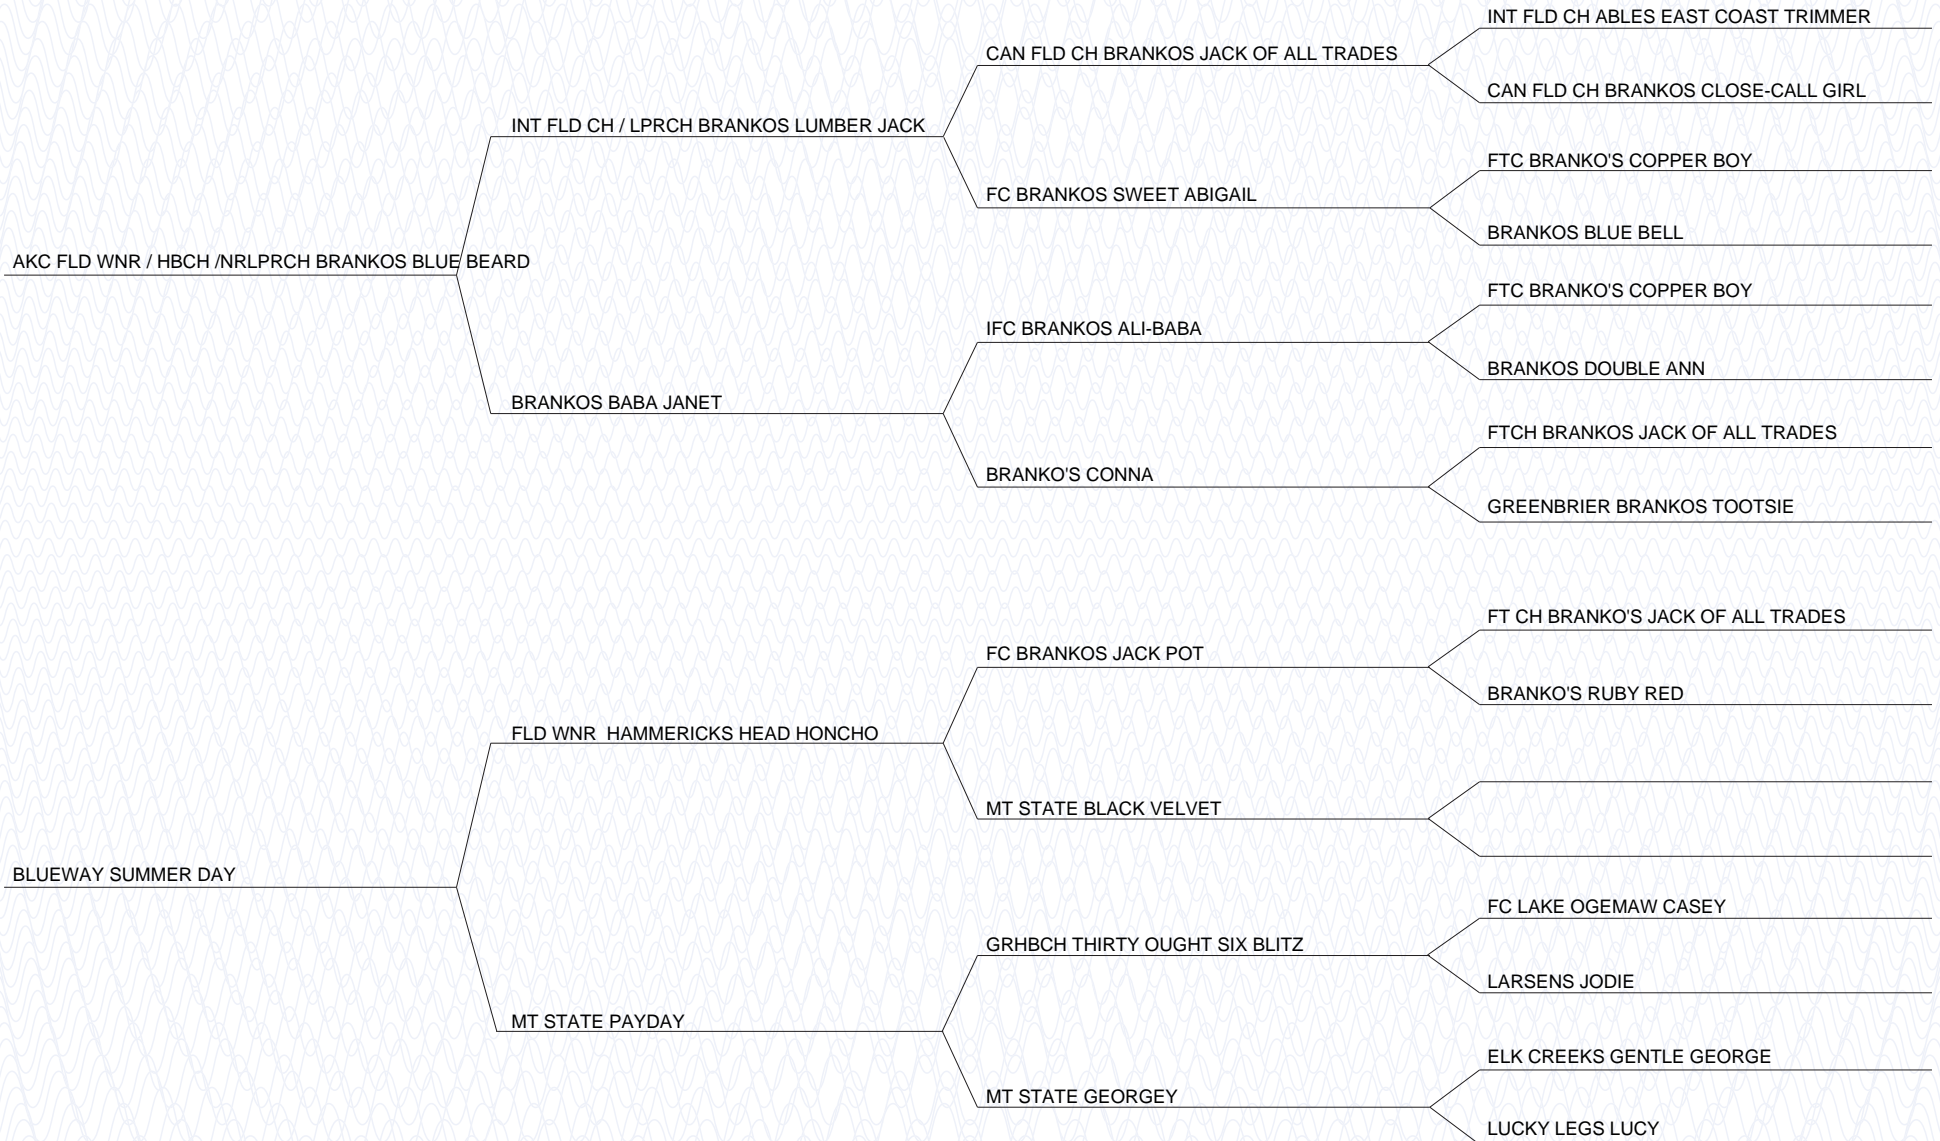 INT FLD CH ABLES EAST COAST TRIMMER
CAN FLD CH BRANKOS JACK OF ALL TRADES
CAN FLD CH BRANKOS CLOSE-CALL GIRL
INT FLD CH / LPRCH BRANKOS LUMBER JACK
FTC BRANKO'S COPPER BOY
FC BRANKOS SWEET ABIGAIL
BRANKOS BLUE BELL
AKC FLD WNR / HBCH /NRLPRCH BRANKOS BLUE BEARD
FTC BRANKO'S COPPER BOY
IFC BRANKOS ALI-BABA
BRANKOS DOUBLE ANN
BRANKOS BABA JANET
FTCH BRANKOS JACK OF ALL TRADES
BRANKO'S CONNA
GREENBRIER BRANKOS TOOTSIE
FT CH BRANKO'S JACK OF ALL TRADES
FC BRANKOS JACK POT
BRANKO'S RUBY RED
FLD WNR  HAMMERICKS HEAD HONCHO
MT STATE BLACK VELVET
BLUEWAY SUMMER DAY
FC LAKE OGEMAW CASEY
GRHBCH THIRTY OUGHT SIX BLITZ
LARSENS JODIE
MT STATE PAYDAY
ELK CREEKS GENTLE GEORGE
MT STATE GEORGEY
LUCKY LEGS LUCY